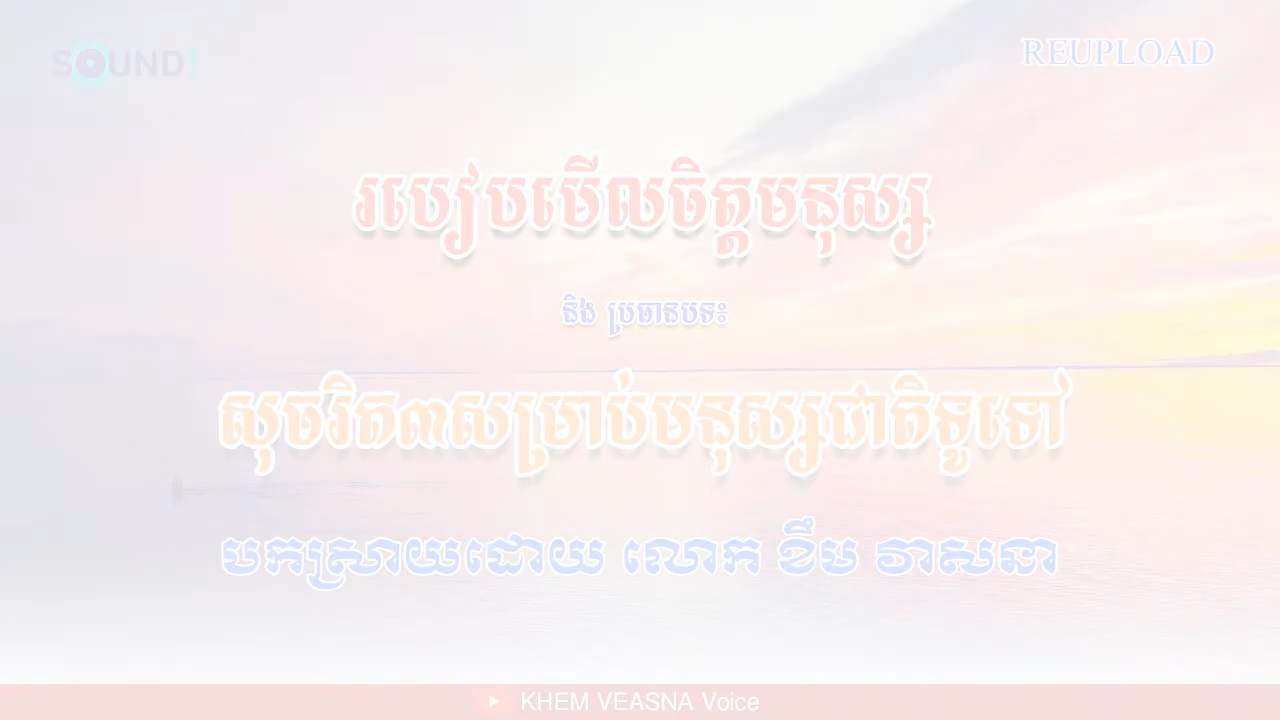 SOUND!
REUPLOAD
របៀបមើលចិត្តមនុស្ស
និង ប្រធានបទ៖
សុចរិត៣សម្រាប់មនុស្សជាតិទូទៅ
បកស្រាយដោយ លោក ខឹម វាសនា
KHEM VEASNA Voice